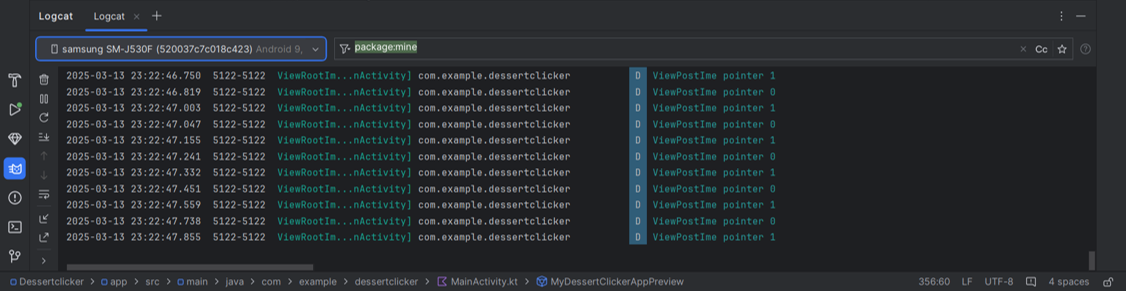 Logcat Logcat
samsung SM-J530F (520037c7c018c423) Android 9, package:mine Cc
2025-03-13 23:22:46.750 5122-5122 ViewRootIm...nActivity] com.example.dessertclicker D ViewPostIme pointer 1
2025-03-13 23:22:46.819 5122-5122 ViewRootIm...nActivity] com.example.dessertclicker D ViewPostIme pointer 0
2025-03-13 23:22:47.003 5122-5122 ViewRootIm...nActivity] com.example.dessertclicker D ViewPostIme pointer 1
2025-03-13 23:22:47.047 5122-5122 ViewRootIm...nActivity] com.example.dessertclicker D ViewPostIme pointer 0
2025-03-13 23:22:47.155 5122-5122 ViewRootIm...nActivity] com.example.dessertclicker D ViewPostIme pointer 1
2025-03-13 23:22:47.241 5122-5122 ViewRootIm...nActivity] com.example.dessertclicker D ViewPostIme pointer 0
2025-03-13 23:22:47.332 5122-5122 ViewRootIm...nActivity] com.example.dessertclicker D ViewPostIme pointer 1
2025-03-13 23:22:47.451 5122-5122 ViewRootIm...nActivity] com.example.dessertclicker D ViewPostIme pointer 0
2025-03-13 23:22:47.559 5122-5122 ViewRootIm...nActivity] com.example.dessertclicker D ViewPostIme pointer 1
2025-03-13 23:22:47.738 5122-5122 ViewRootIm...nActivity] com.example.dessertclicker D ViewPostIme pointer 0
2025-03-13 23:22:47.855 5122-5122 ViewRootIm...nActivity] com.example.dessertclicker D ViewPostIme pointer 1
Dessertclicker > app > src > main > java > com > example > dessertclicker > MainActivity.kt > MyDessertClickerAppPreview 356:60 LF UTF-8 4 spaces